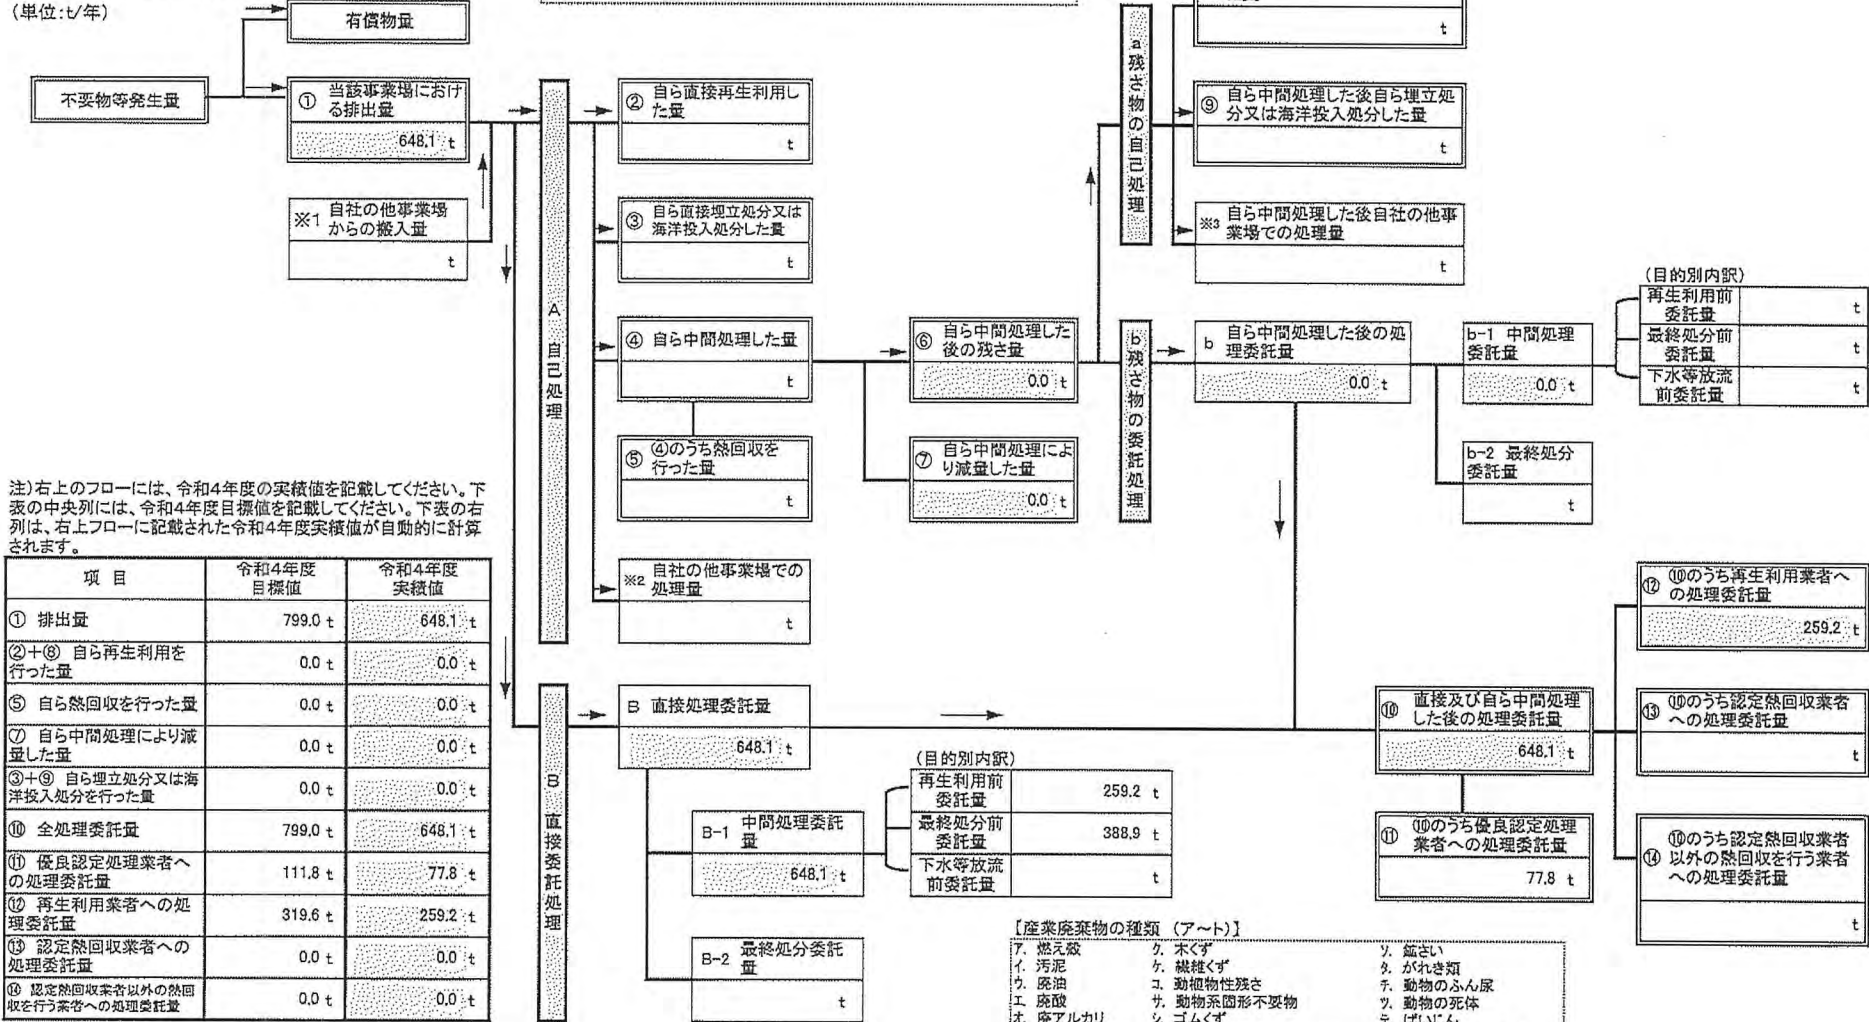 (単位:t/年)
有償物量
不要物等発生量
① 当該事業場におけ
る排出量
648.1 t
※1 自社の他事業場
からの搬入量
t
A 自己処理
② 自ら直接再生利用し
た量
t
③ 自ら直接埋立処分又は
海洋投入処分した量
t
④ 自ら中間処理した量
t
⑤ ④のうち熱回収を
行った量
t
※2 自社の他事業場での
処理量
t
⑥ 自ら中間処理した
後の残さ量
0.0 t
⑦ 自ら中間処理によ
り減量した量
0.0 t
a 残さ物の自己処理
t
⑨ 自ら中間処理した後自ら埋立処
分又は海洋投入処分した量
t
※3 自ら中間処理した後自社の他事
業場での処理量
t
b 残さ物の委託処理
b 自ら中間処理した後の処
理委託量
0.0 t
b-1 中間処理
委託量
0.0 t
(目的別内訳)
再生利用前
委託量
t
最終処分前
委託量
t
下水等放流
前委託量
t
b-2 最終処分
委託量
t
注)右上のフローには、令和4年度の実績値を記載してください。下
表の中央列には、令和4年度目標値を記載してください。下表の右
列は、右上フローに記載された令和4年度実績値が自動的に計算
されます。
項 目 令和4年度 目標値 令和4年度 実績値
① 排出量 799.0 t 648.1 t
②+⑧ 自ら再生利用を
行った量 0.0 t 0.0 t
⑤ 自ら熱回収を行った量 0.0 t 0.0 t
⑦ 自ら中間処理により減
量した量 0.0 t 0.0 t
③+⑨ 自ら埋立処分又は海
洋投入処分を行った量 0.0 t 0.0 t
⑩ 全処理委託量 799.0 t 648.1 t
⑪ 優良認定処理業者へ
の処理委託量 111.8 t 77.8 t
⑫ 再生利用業者への処
理委託量 319.6 t 259.2 t
⑬ 認定熱回収業者への
処理委託量 0.0 t 0.0 t
⑭ 認定熱回収業者以外の熱回
収を行う業者への処理委託量 0.0 t 0.0 t
B 直接委託処理
B 直接処理委託量
648.1 t
B-1 中間処理委託
量
648.1 t
(目的別内訳)
再生利用前
委託量
259.2 t
最終処分前
委託量
388.9 t
下水等放流
前委託量
t
B-2 最終処分委託
量
t
⑩ 直接及び自ら中間処理
した後の処理委託量
648.1 t
⑪ ⑩のうち優良認定処理
業者への処理委託量
77.8 t
⑫ ⑩のうち再生利用業者へ
の処理委託量
259.2 t
⑬ ⑩のうち認定熱回収業者
への処理委託量
t
⑭ ⑩のうち認定熱回収業者
以外の熱回収を行う業者
への処理委託量
t
【産業廃棄物の種類 (ア~ト)】
ア. 燃え殻 ク. 木くず ソ. 鉱さい
イ. 汚泥 ケ. 繊維くず タ. がれき類
ウ. 廃油 コ. 動植物性残さ チ. 動物のふん尿
エ. 廃酸 サ. 動物系固形不要物 ツ. 動物の死体
オ. 廃アルカリ シ. ゴムくず テ. ばいじん